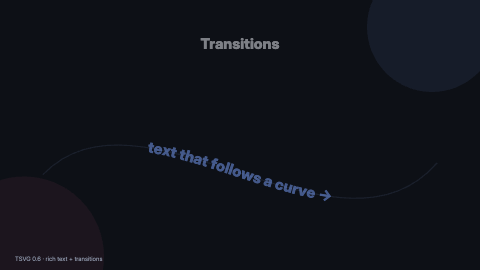 Transitions
text that follows a curve →
TSVG 0.6 · rich text + transitions